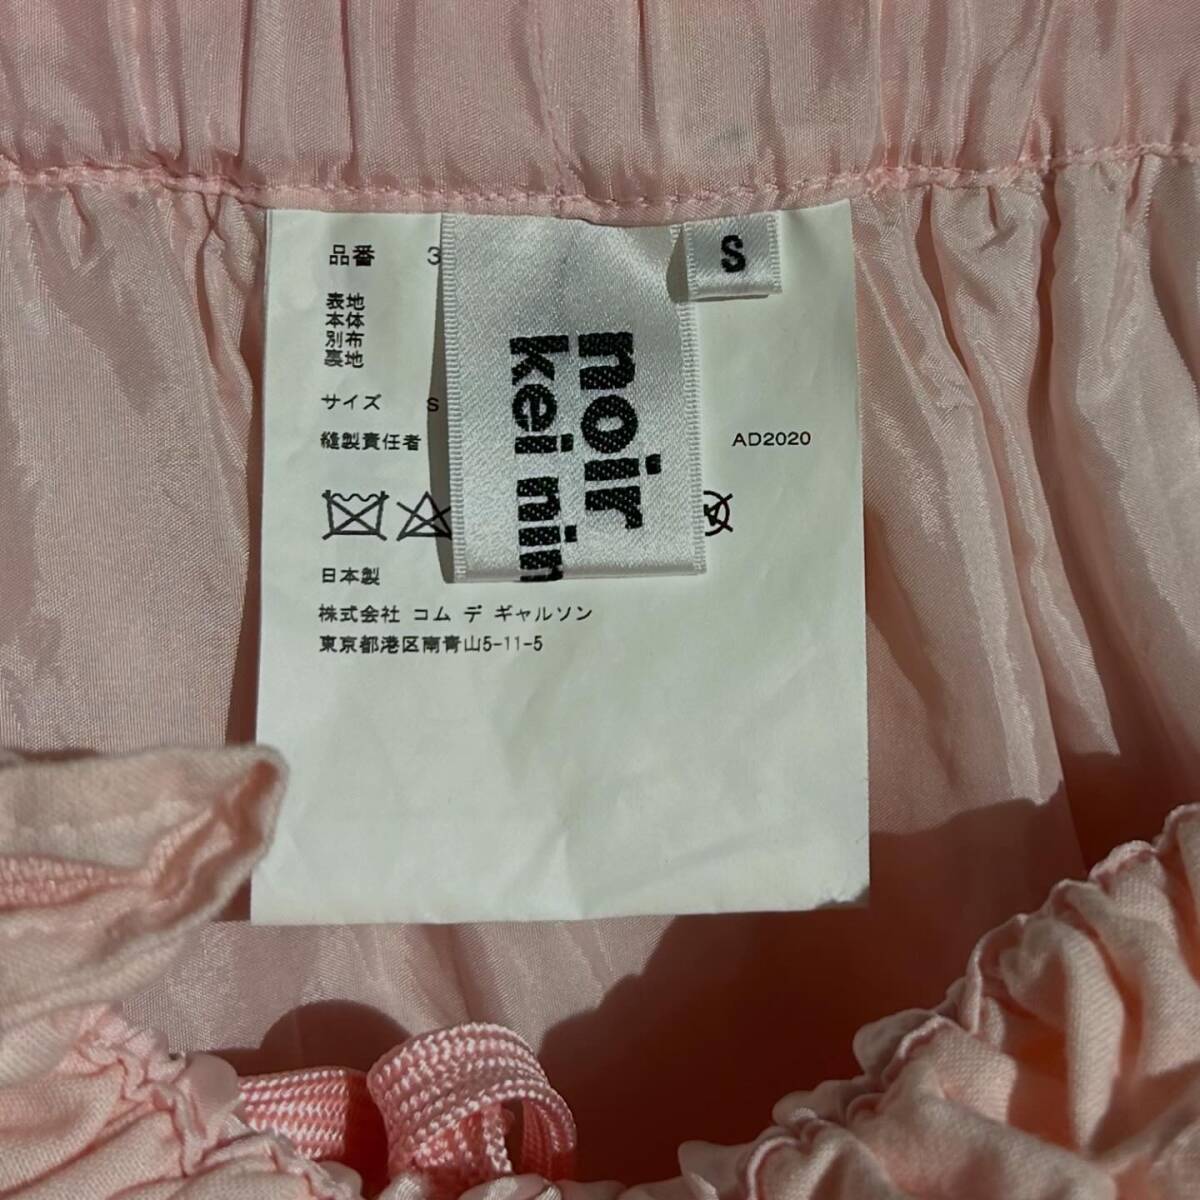 品番 3
表地
本体
別布
裏地
サイズ S
縫製責任者
AD2020
日本製
株式会社 コム デ ギャルソン
東京都港区南青山5-11-5
noir
kei nin
S